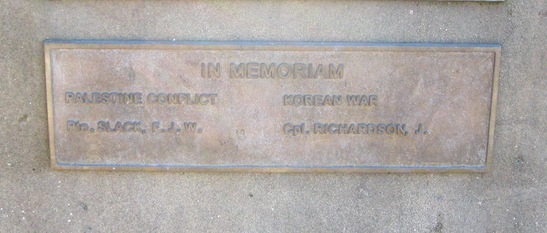 IN MEMORIAM
PALESTINE CONFLICT KOREAN WAR
Pte. SLACK, F. J. W. Cpl. RICHARDSON, J.